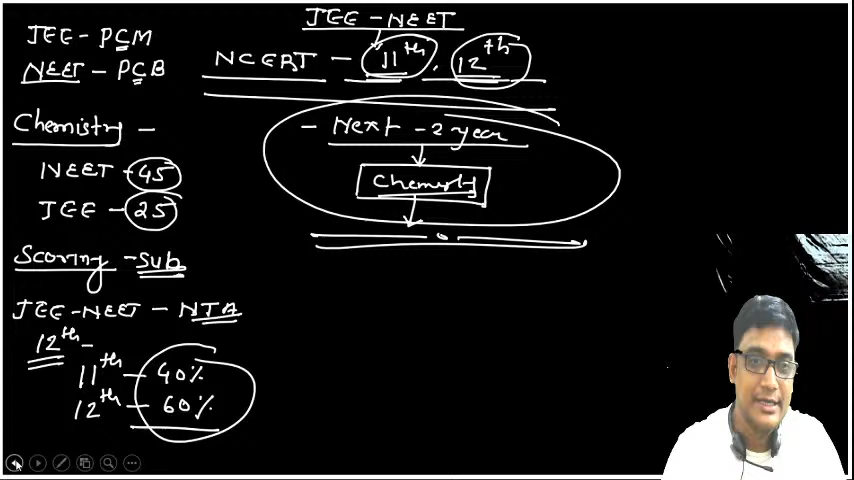 JEE - NEET
JEE - PCM
NEET - PCB
NCERT - 11th, 12th
Chemistry -
NEET - 45
JEE - 25
Scoring - Sub
JEE - NEET - NTA
12th -
11th - 40%
12th - 60%
- Next - 2 year
Chemistry